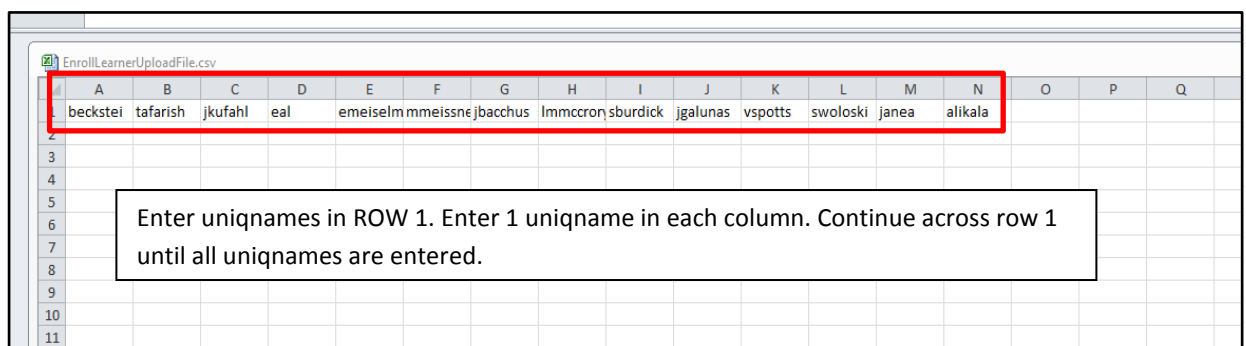 EnrollLearnerUploadFile.csv
A B C D E F G H I J K L M N O P Q
1 beckstei tafarish jkufahl eal emeiselm mmeissne jbacchus lmmccron sburdick jgalunas vspotts swoloski janea alikala
2
3
4
5
6
7
8
9
10
11
Enter uniqnames in ROW 1. Enter 1 uniqname in each column. Continue across row 1
until all uniqnames are entered.